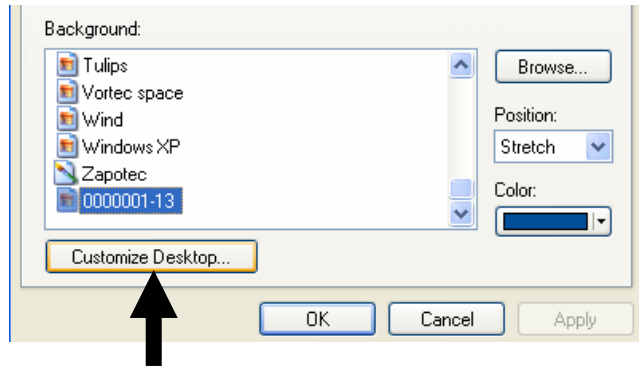 Background:
Tulips
Vortec space
Wind
Windows XP
Zapotec
0000001-13
Browse...
Position:
Stretch
Color:
Customize Desktop...
OK
Cancel
Apply